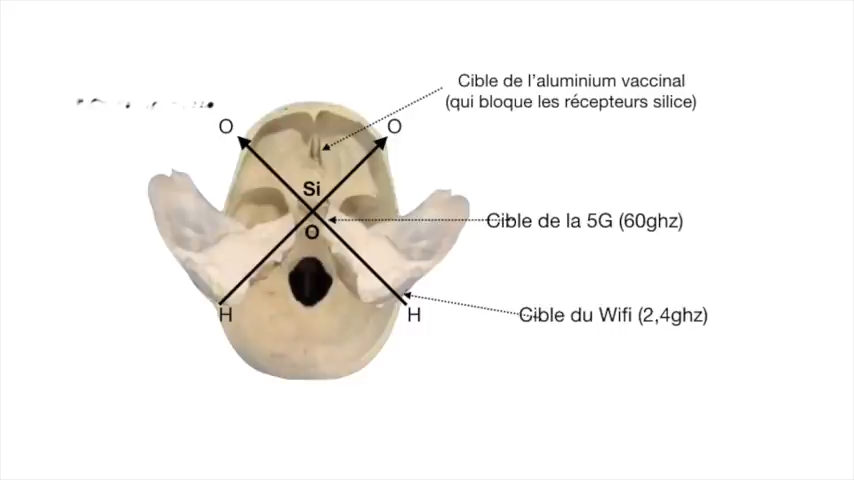 Cible de l'aluminium vaccinal
(qui bloque les récepteurs silice)
O
O
Si
Cible de la 5G (60ghz)
O
H
H
Cible du Wifi (2,4ghz)